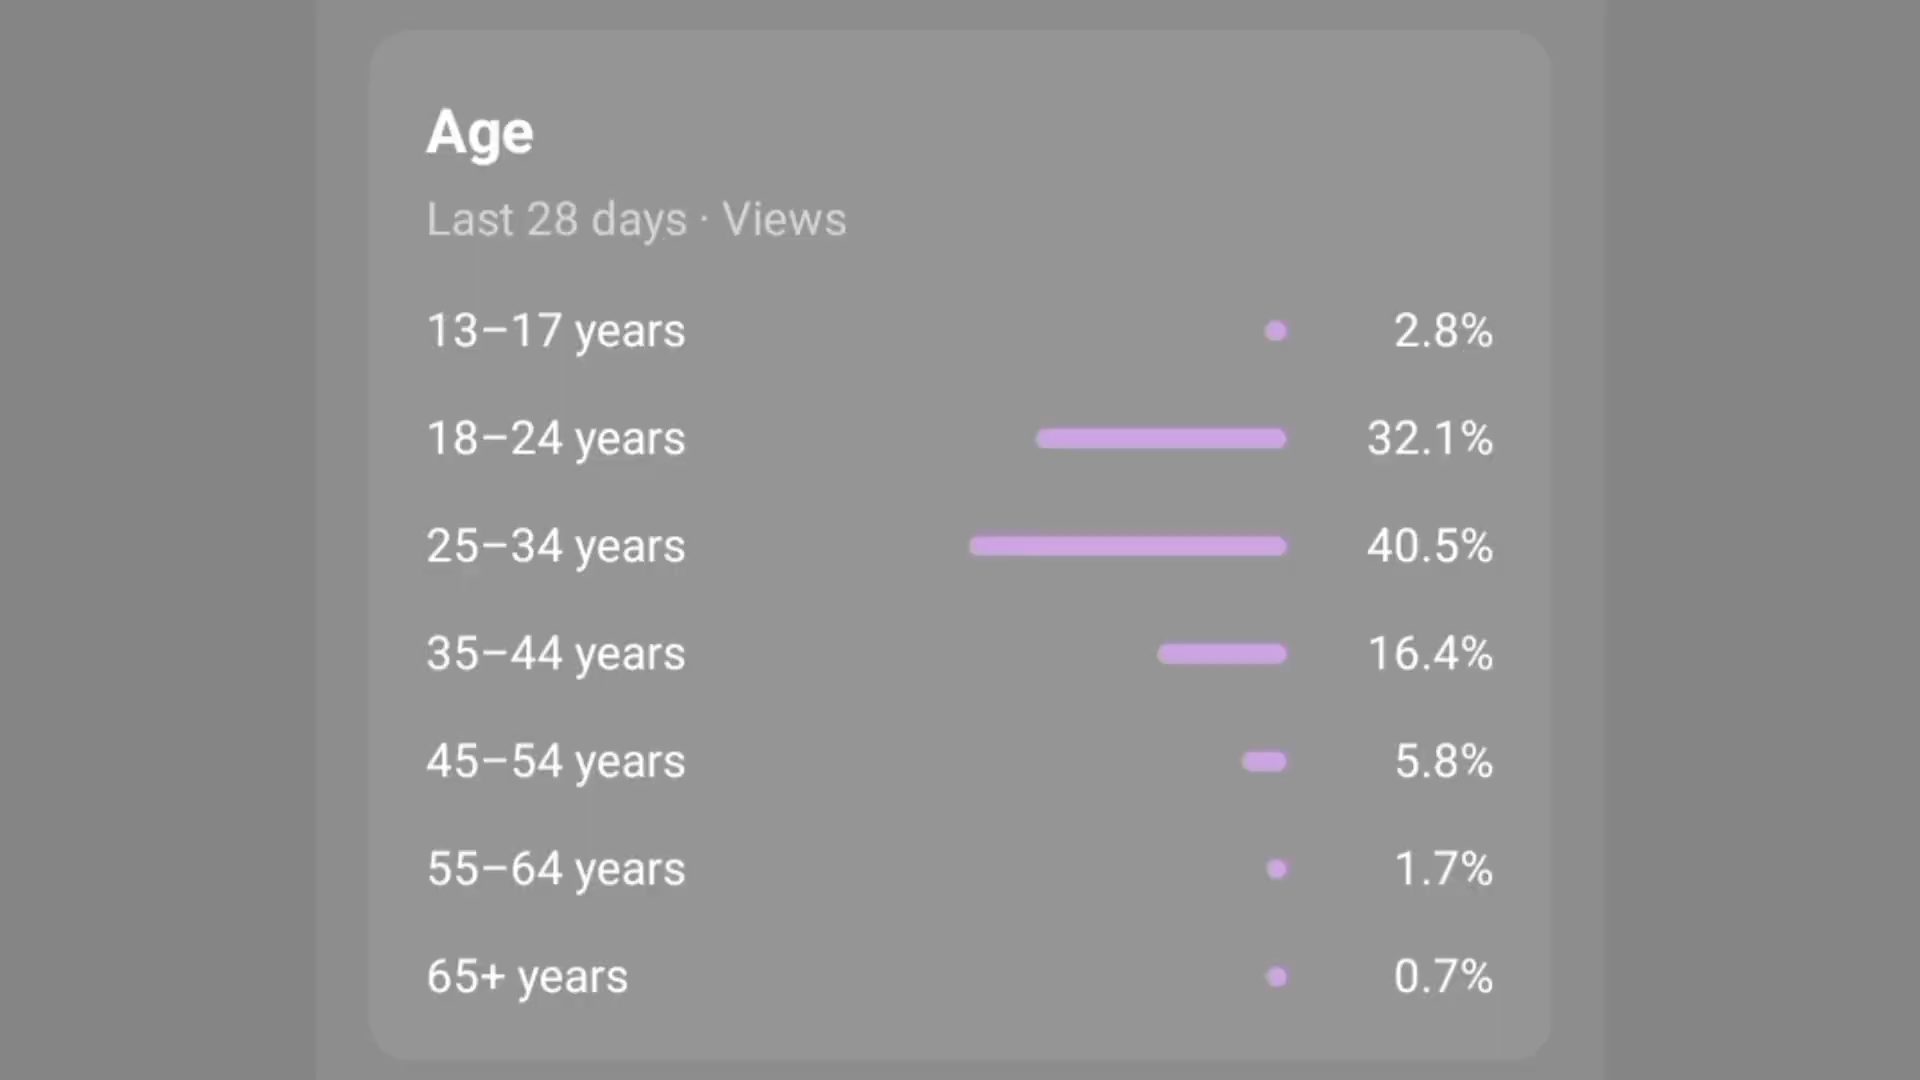 Age
Last 28 days · Views
13–17 years 2.8%
18–24 years 32.1%
25–34 years 40.5%
35–44 years 16.4%
45–54 years 5.8%
55–64 years 1.7%
65+ years 0.7%